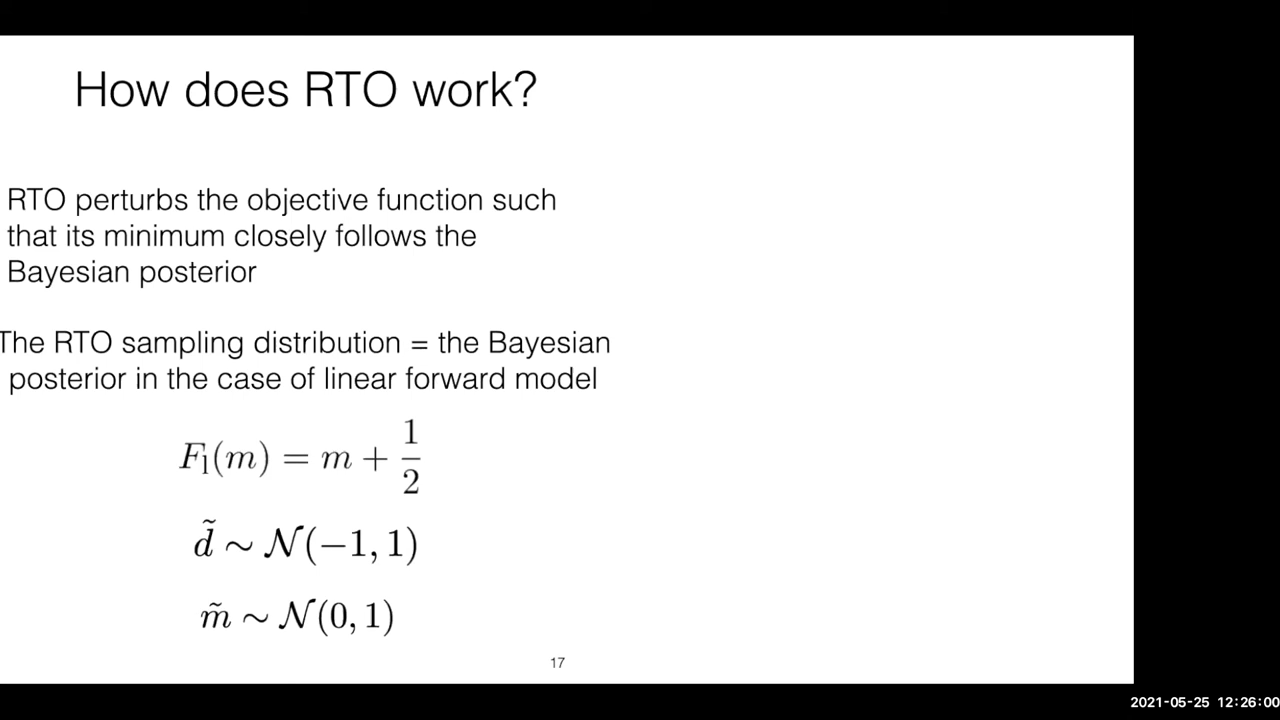 How does RTO work?
RTO perturbs the objective function such
that its minimum closely follows the
Bayesian posterior
The RTO sampling distribution = the Bayesian
posterior in the case of linear forward model
F₁(m) = m + 1/2
d̃ ∼ 𝒩(−1, 1)
m̃ ∼ 𝒩(0, 1)
17
2021-05-25 12:26:00